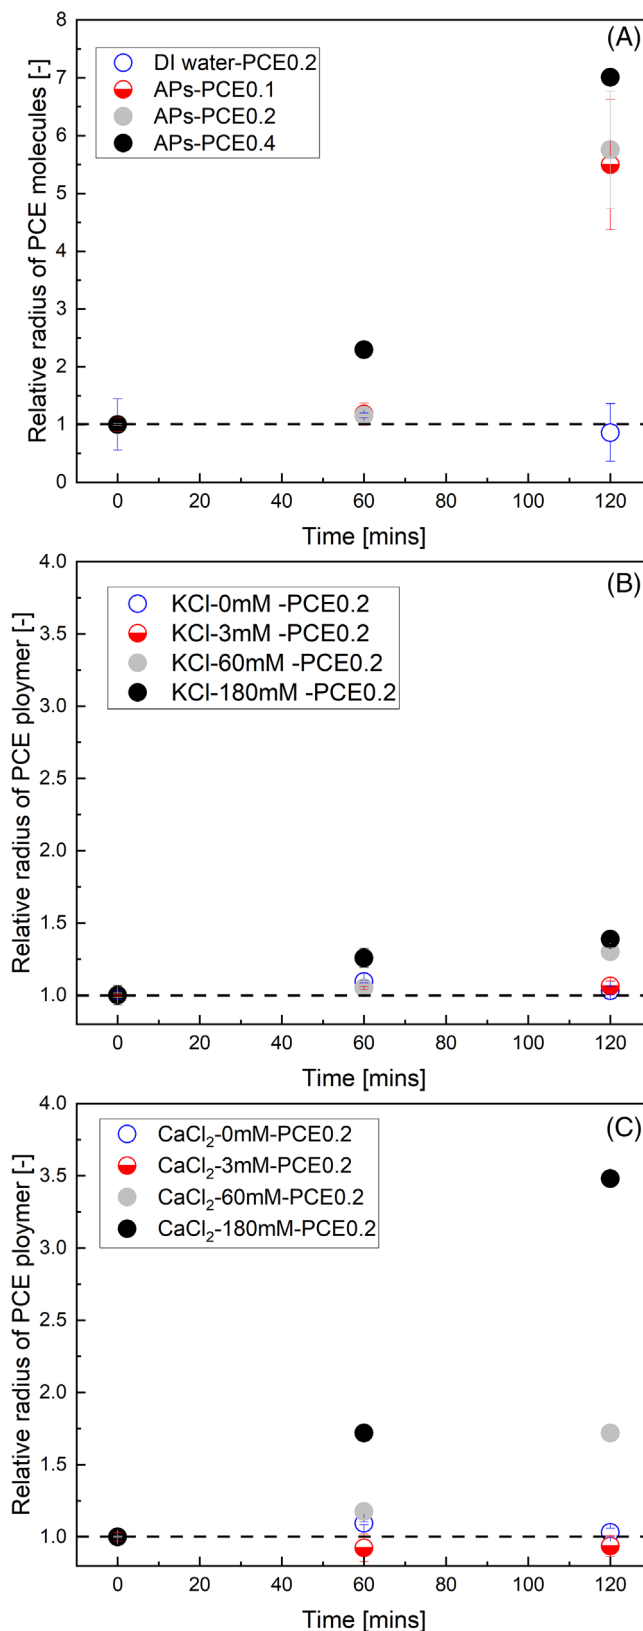 (A)
DI water-PCE0.2
APs-PCE0.1
APs-PCE0.2
APs-PCE0.4
Relative radius of PCE molecules [-]
8
7
6
5
4
3
2
1
0
0 20 40 60 80 100 120
Time [mins]
(B)
KCl-0mM -PCE0.2
KCl-3mM -PCE0.2
KCl-60mM -PCE0.2
KCl-180mM -PCE0.2
Relative radius of PCE ploymer [-]
4.0
3.5
3.0
2.5
2.0
1.5
1.0
0 20 40 60 80 100 120
Time [mins]
(C)
CaCl₂-0mM-PCE0.2
CaCl₂-3mM-PCE0.2
CaCl₂-60mM-PCE0.2
CaCl₂-180mM-PCE0.2
Relative radius of PCE ploymer [-]
4.0
3.5
3.0
2.5
2.0
1.5
1.0
0 20 40 60 80 100 120
Time [mins]